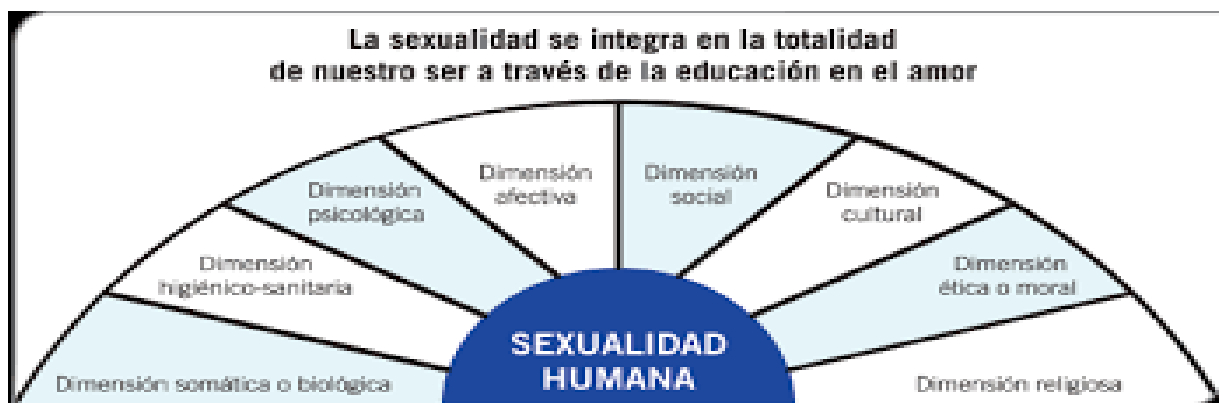 La sexualidad se integra en la totalidad
de nuestro ser a través de la educación en el amor
Dimensión somática o biológica
Dimensión
higiénico-sanitaria
Dimensión
psicológica
Dimensión
afectiva
Dimensión
social
Dimensión
cultural
Dimensión
ética o moral
Dimensión religiosa
SEXUALIDAD
HUMANA